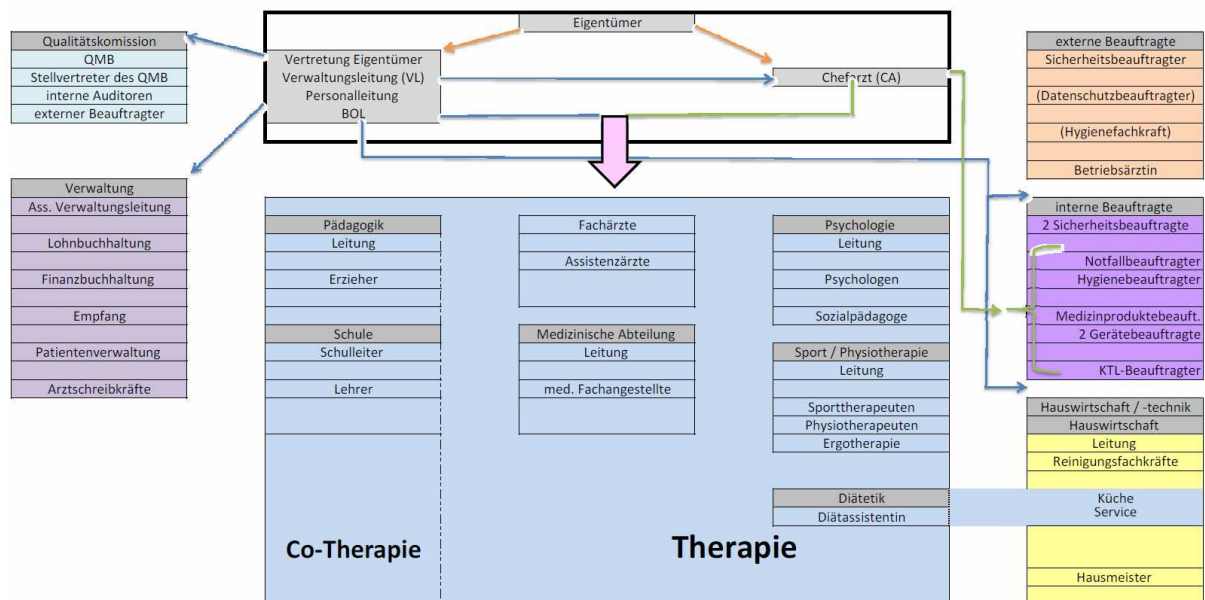 Eigentümer
Vertretung Eigentümer
Verwaltungsleitung (VL)
Personalleitung
BOL
Chefarzt (CA)
Qualitätskomission
QMB
Stellvertreter des QMB
interne Auditoren
externer Beauftragter
Verwaltung
Ass. Verwaltungsleitung
Lohnbuchhaltung
Finanzbuchhaltung
Empfang
Patientenverwaltung
Arztschreibkräfte
Pädagogik
Leitung
Erzieher
Schule
Schulleiter
Lehrer
Co-Therapie
Fachärzte
Assistenzärzte
Medizinische Abteilung
Leitung
med. Fachangestellte
Psychologie
Leitung
Psychologen
Sozialpädagoge
Sport / Physiotherapie
Leitung
Sporttherapeuten
Physiotherapeuten
Ergotherapie
Diätetik
Diätassistentin
Therapie
externe Beauftragte
Sicherheitsbeauftragter
(Datenschutzbeauftragter)
(Hygienefachkraft)
Betriebsärztin
interne Beauftragte
2 Sicherheitsbeauftragte
Notfallbeauftragter
Hygienebeauftragter
Medizinproduktebeauft.
2 Gerätebeauftragte
KTL-Beauftragter
Hauswirtschaft / -technik
Hauswirtschaft
Leitung
Reinigungsfachkräfte
Küche
Service
Hausmeister